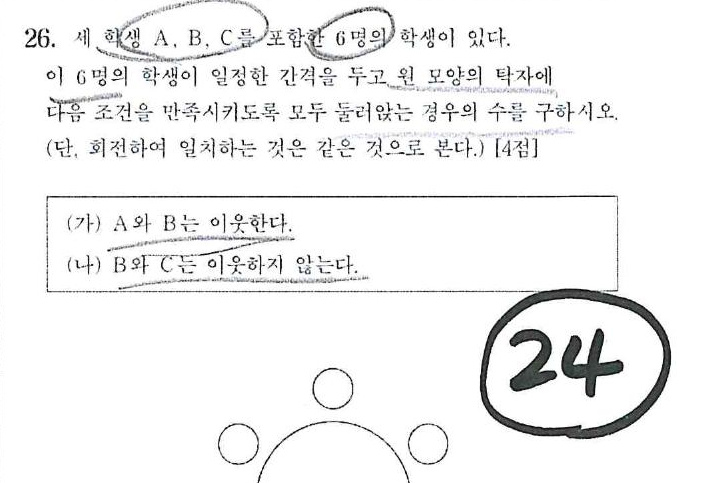 26. 세 학생 A, B, C를 포함한 6명의 학생이 있다.
이 6명의 학생이 일정한 간격을 두고 원 모양의 탁자에
다음 조건을 만족시키도록 모두 둘러앉는 경우의 수를 구하시오.
(단, 회전하여 일치하는 것은 같은 것으로 본다.) [4점]
(가) A와 B는 이웃한다.
(나) B와 C는 이웃하지 않는다.
24